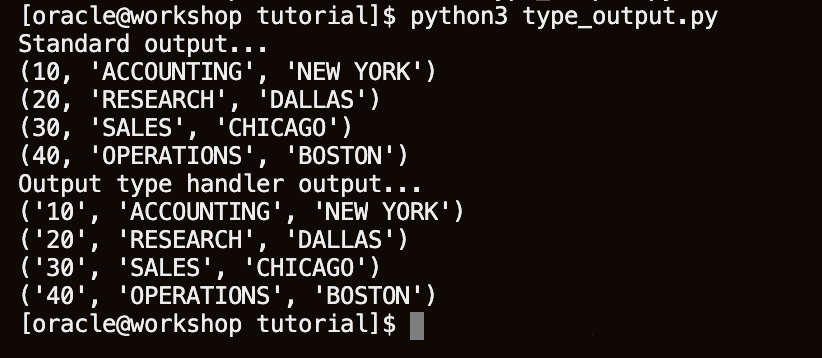 [oracle@workshop tutorial]$ python3 type_output.py
Standard output...
(10, 'ACCOUNTING', 'NEW YORK')
(20, 'RESEARCH', 'DALLAS')
(30, 'SALES', 'CHICAGO')
(40, 'OPERATIONS', 'BOSTON')
Output type handler output...
('10', 'ACCOUNTING', 'NEW YORK')
('20', 'RESEARCH', 'DALLAS')
('30', 'SALES', 'CHICAGO')
('40', 'OPERATIONS', 'BOSTON')
[oracle@workshop tutorial]$